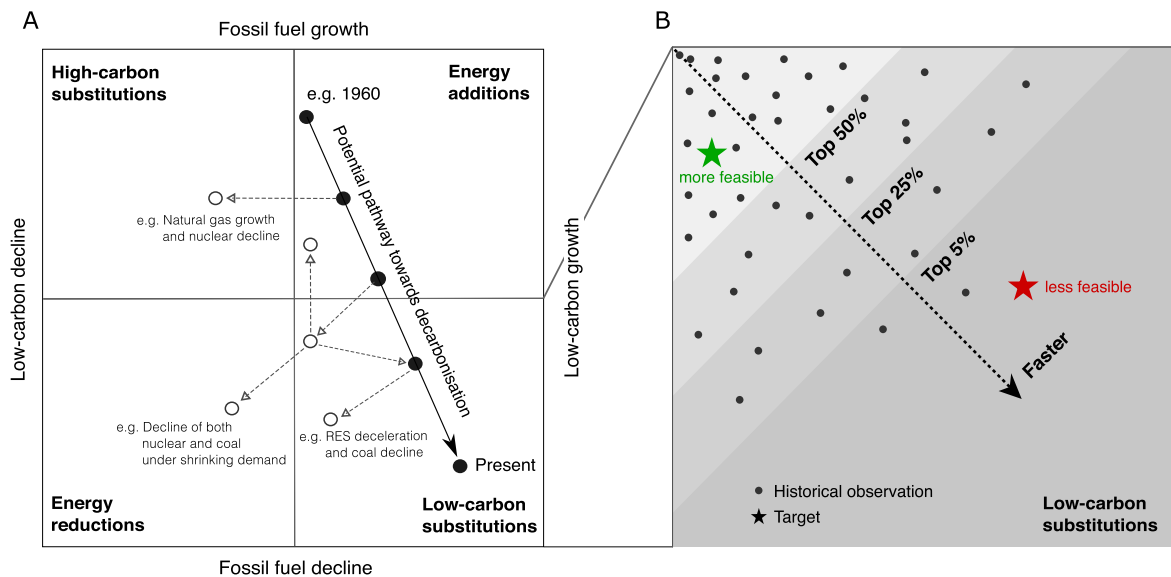 A
Fossil fuel growth
High-carbon
substitutions
Energy
additions
e.g. 1960
Potential pathway towards decarbonisation
e.g. Natural gas growth
and nuclear decline
Low-carbon decline
Low-carbon growth
e.g. Decline of both
nuclear and coal
under shrinking demand
e.g. RES deceleration
and coal decline
Present
Energy
reductions
Low-carbon
substitutions
Fossil fuel decline
B
Top 50%
more feasible
Top 25%
Top 5%
less feasible
Faster
Historical observation
Target
Low-carbon
substitutions